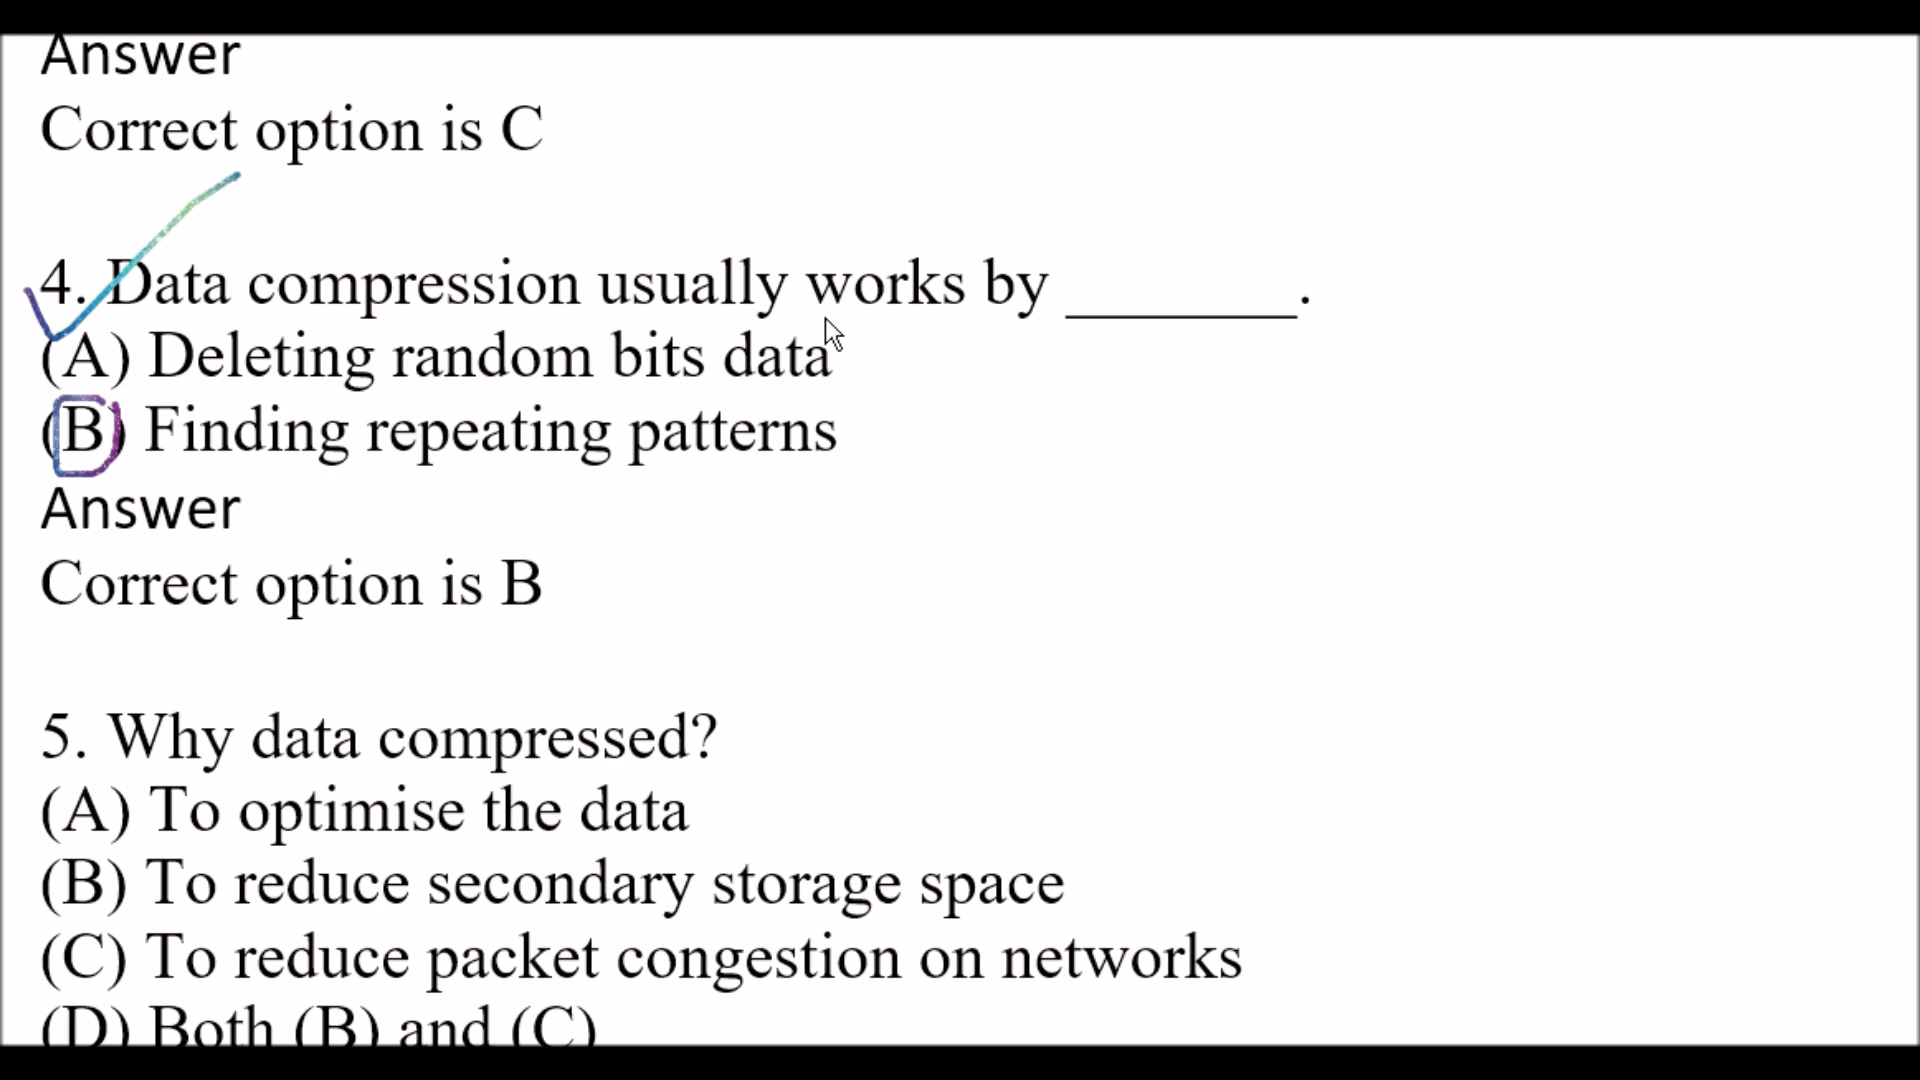 Answer
Correct option is C
4. Data compression usually works by ________.
(A) Deleting random bits data
(B) Finding repeating patterns
Answer
Correct option is B
5. Why data compressed?
(A) To optimise the data
(B) To reduce secondary storage space
(C) To reduce packet congestion on networks
(D) Both (B) and (C)